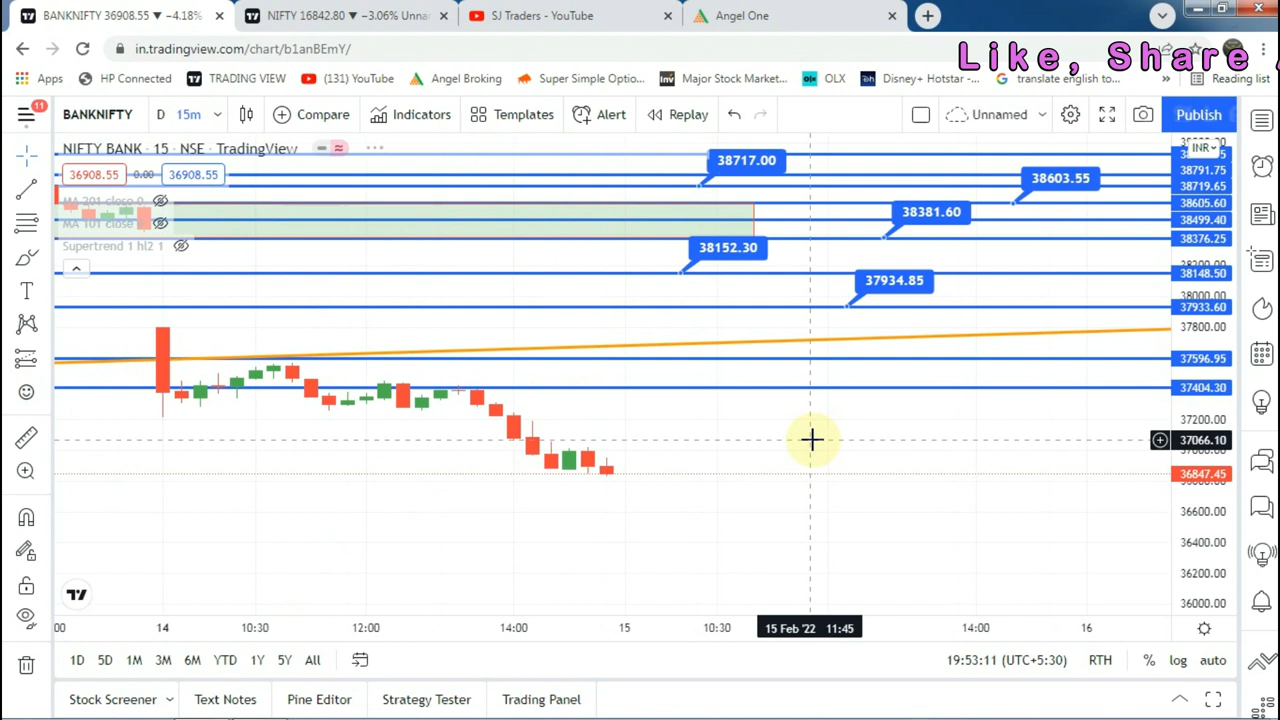 BANKNIFTY 36908.55 ▼ −4.18%
NIFTY 16842.80 ▼ −3.06% Unna
SJ Traders - YouTube
Angel One
in.tradingview.com/chart/b1anBEmY/
Like, Share
Apps
HP Connected
TRADING VIEW
(131) YouTube
Angel Broking
Super Simple Optio...
Major Stock Market...
OLX
Disney+ Hotstar -...
translate english to...
»
Reading list
11
BANKNIFTY
D
15m
Compare
Indicators
Templates
Alert
Replay
Unnamed
Publish
NIFTY BANK · 15 · NSE · TradingView
INR
36908.55
0.00
36908.55
MA 201 close 0
MA 101 close
Supertrend 1 hl2 1
38717.00
38603.55
38381.60
38152.30
37934.85
38791.75
38719.65
38605.60
38499.40
38376.25
38148.50
38000.00
37933.60
37800.00
37596.95
37404.30
37200.00
37066.10
36847.45
36600.00
36400.00
36200.00
36000.00
:00
14
10:30
12:00
14:00
15
10:30
15 Feb '22 11:45
14:00
16
1D
5D
1M
3M
6M
YTD
1Y
5Y
All
19:53:11 (UTC+5:30)
RTH
%
log
auto
Stock Screener
Text Notes
Pine Editor
Strategy Tester
Trading Panel